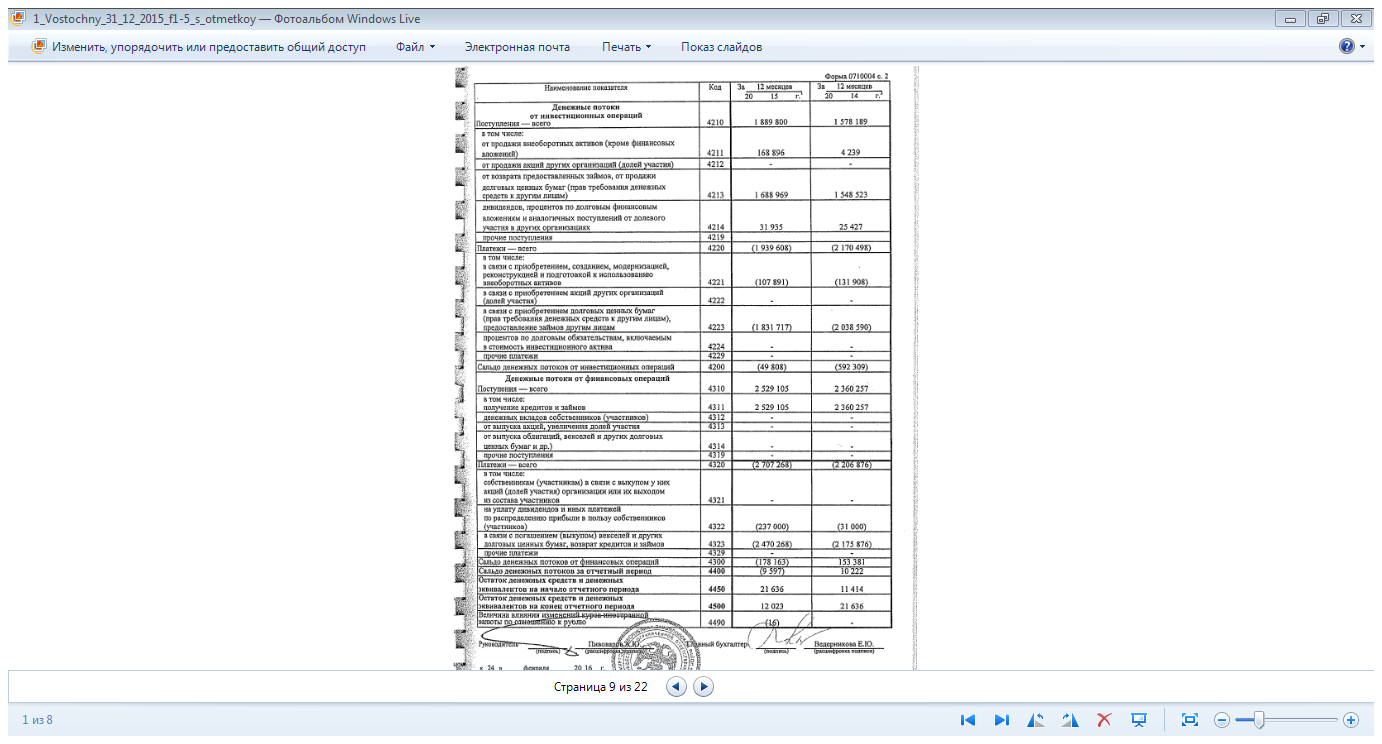 1_Vostochny_31_12_2015_f1-5_s_otmetkoy — Фотоальбом Windows Live
Изменить, упорядочить или предоставить общий доступ Файл Электронная почта Печать Показ слайдов
Форма 0710004 с. 2
Наименование показателя Код За 12 месяцев За 12 месяцев
20 15 г. 20 14 г.
Денежные потоки
от инвестиционных операций
Поступления — всего 4210 1 889 800 1 578 189
в том числе:
от продажи внеоборотных активов (кроме финансовых
вложений) 4211 168 896 4 239
от продажи акций других организаций (долей участия) 4212 - -
от возврата предоставленных займов, от продажи
долговых ценных бумаг (прав требования денежных
средств к другим лицам) 4213 1 688 969 1 548 523
дивидендов, процентов по долговым финансовым
вложениям и аналогичных поступлений от долевого
участия в других организациях 4214 31 935 25 427
прочие поступления 4219
Платежи — всего 4220 (1 939 608) (2 170 498)
в том числе:
в связи с приобретением, созданием, модернизацией,
реконструкцией и подготовкой к использованию
внеоборотных активов 4221 (107 891) (131 908)
в связи с приобретением акций других организаций
(долей участия) 4222 - -
в связи с приобретением долговых ценных бумаг
(прав требования денежных средств к другим лицам),
предоставление займов другим лицам 4223 (1 831 717) (2 038 590)
процентов по долговым обязательствам, включаемым
в стоимость инвестиционного актива 4224 - -
прочие платежи 4229 - -
Сальдо денежных потоков от инвестиционных операций 4200 (49 808) (592 309)
Денежные потоки от финансовых операций
Поступления — всего 4310 2 529 105 2 360 257
в том числе:
получение кредитов и займов 4311 2 529 105 2 360 257
денежных вкладов собственников (участников) 4312 - -
от выпуска акций, увеличения долей участия 4313 - -
от выпуска облигаций, векселей и других долговых
ценных бумаг и др.) 4314 - -
прочие поступления 4319 - -
Платежи — всего 4320 (2 707 268) (2 206 876)
в том числе:
собственникам (участникам) в связи с выкупом у них
акций (долей участия) организации или их выходом
из состава участников 4321 - -
на уплату дивидендов и иных платежей
по распределению прибыли в пользу собственников
(участников) 4322 (237 000) (31 000)
в связи с погашением (выкупом) векселей и других
долговых ценных бумаг, возврат кредитов и займов 4323 (2 470 268) (2 175 876)
прочие платежи 4329 - -
Сальдо денежных потоков от финансовых операций 4300 (178 163) 153 381
Сальдо денежных потоков за отчетный период 4400 (9 597) 10 222
Остаток денежных средств и денежных
эквивалентов на начало отчетного периода 4450 21 636 11 414
Остаток денежных средств и денежных
эквивалентов на конец отчетного периода 4500 12 023 21 636
Величина влияния изменений курса иностранной
валюты по отношению к рублю 4490 (16) -
Руководитель Главный бухгалтер Ведерникова Е.Ю.
(подпись) (расшифровка подписи) (подпись) (расшифровка подписи)
« 24 » февраля 20 16 г.
Страница 9 из 22
1 из 8